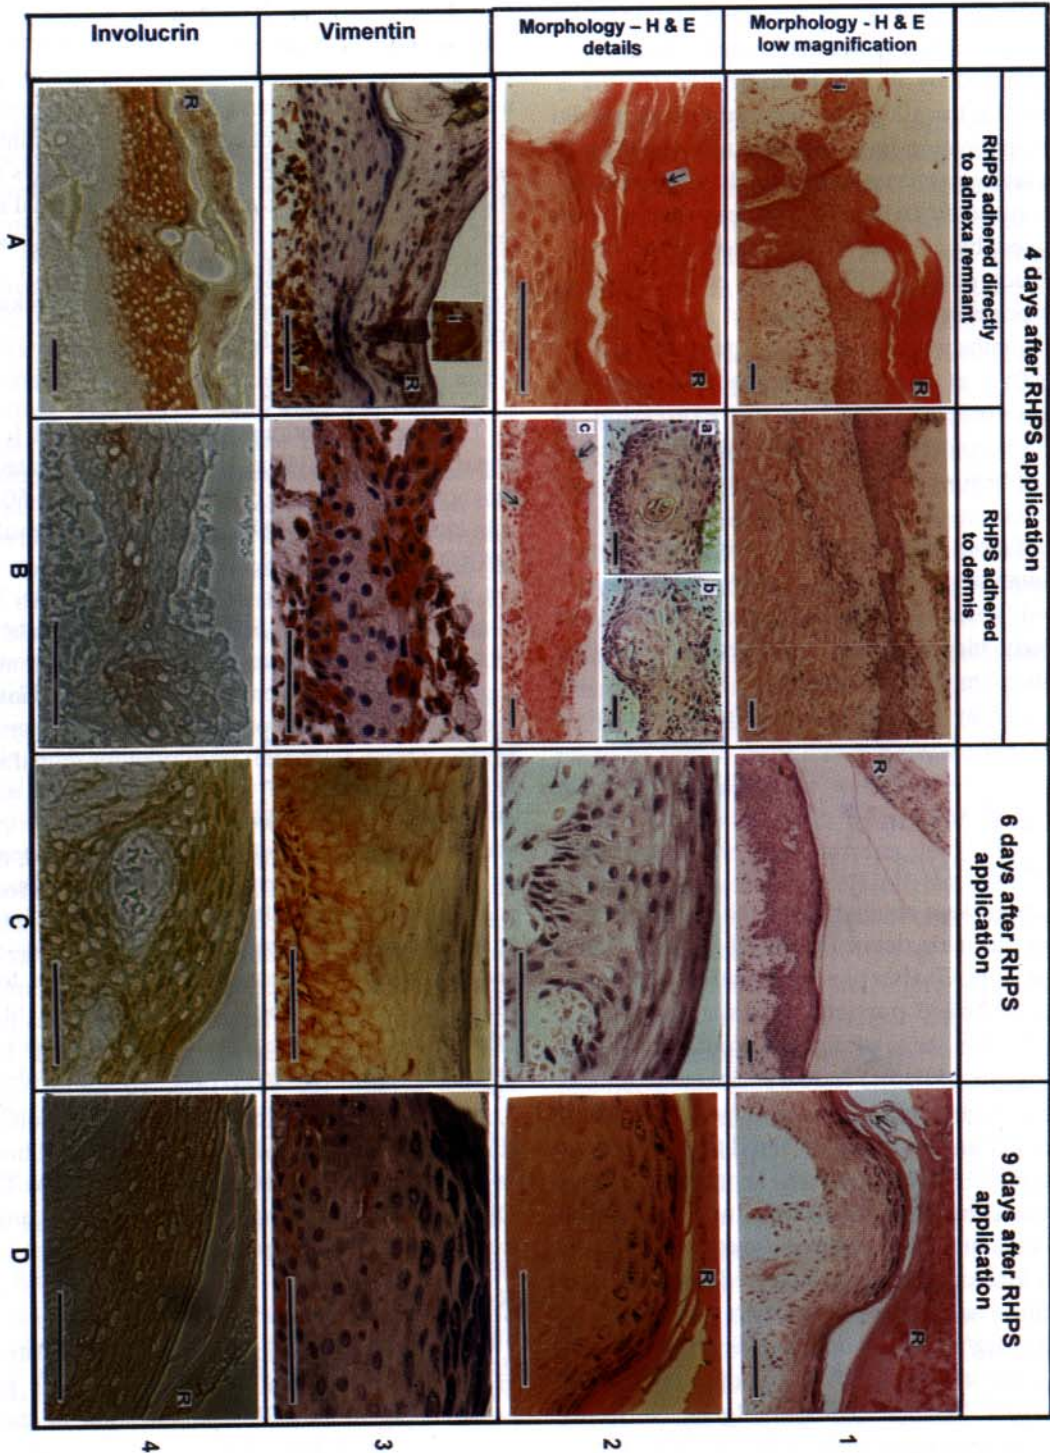 4 days after RHPS application
6 days after RHPS
application
9 days after RHPS
application
RHPS adhered directly
to adnexa remnant
RHPS adhered
to dermis
Morphology - H & E
low magnification
i
R
R
R
1
Morphology – H & E
details
R
a
b
c
R
2
Vimentin
i
R
3
Involucrin
R
R
4
A
B
C
D